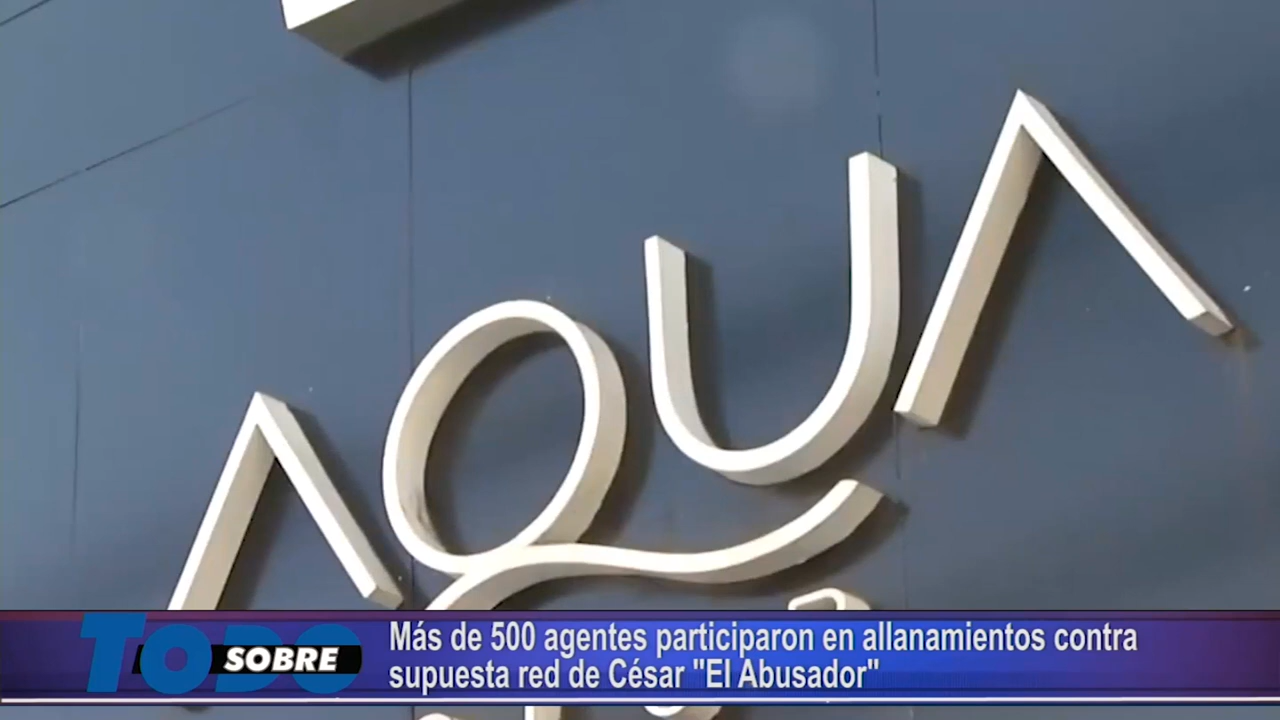 AQUA
TODO
SOBRE
Más de 500 agentes participaron en allanamientos contra
supuesta red de César "El Abusador"